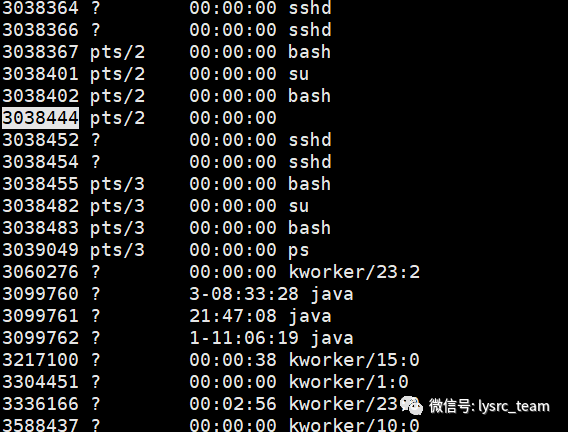 3038364 ? 00:00:00 sshd
3038366 ? 00:00:00 sshd
3038367 pts/2 00:00:00 bash
3038401 pts/2 00:00:00 su
3038402 pts/2 00:00:00 bash
3038444 pts/2 00:00:00
3038452 ? 00:00:00 sshd
3038454 ? 00:00:00 sshd
3038455 pts/3 00:00:00 bash
3038482 pts/3 00:00:00 su
3038483 pts/3 00:00:00 bash
3039049 pts/3 00:00:00 ps
3060276 ? 00:00:00 kworker/23:2
3099760 ? 3-08:33:28 java
3099761 ? 21:47:08 java
3099762 ? 1-11:06:19 java
3217100 ? 00:00:38 kworker/15:0
3304451 ? 00:00:00 kworker/1:0
3336166 ? 00:02:56 kworker/23
微信号: lysrc_team
3588437 ? 00:00:00 kworker/10:0